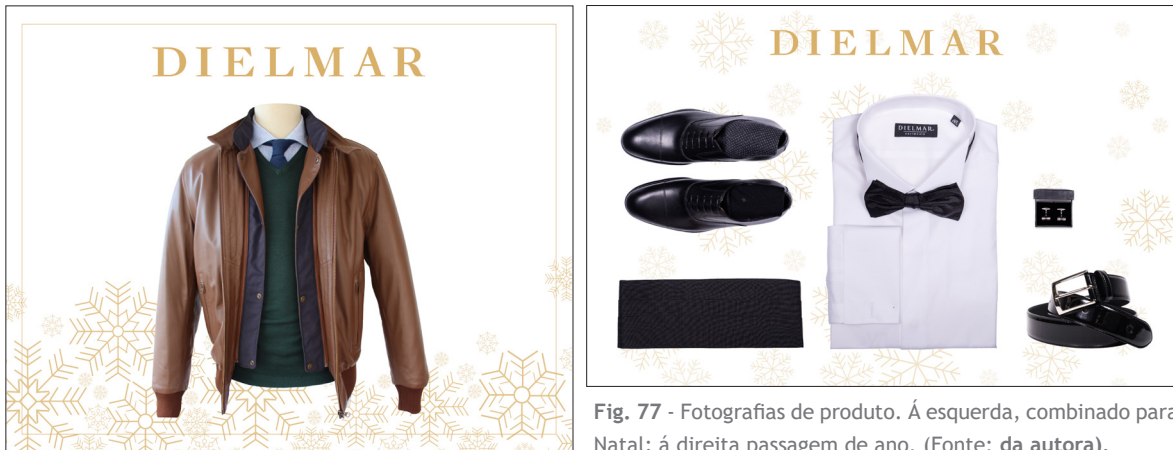 DIELMAR
DIELMAR
DIELMAR
Fig. 77 - Fotografias de produto. Á esquerda, combinado para
Natal; á direita passagem de ano. (Fonte: da autora).